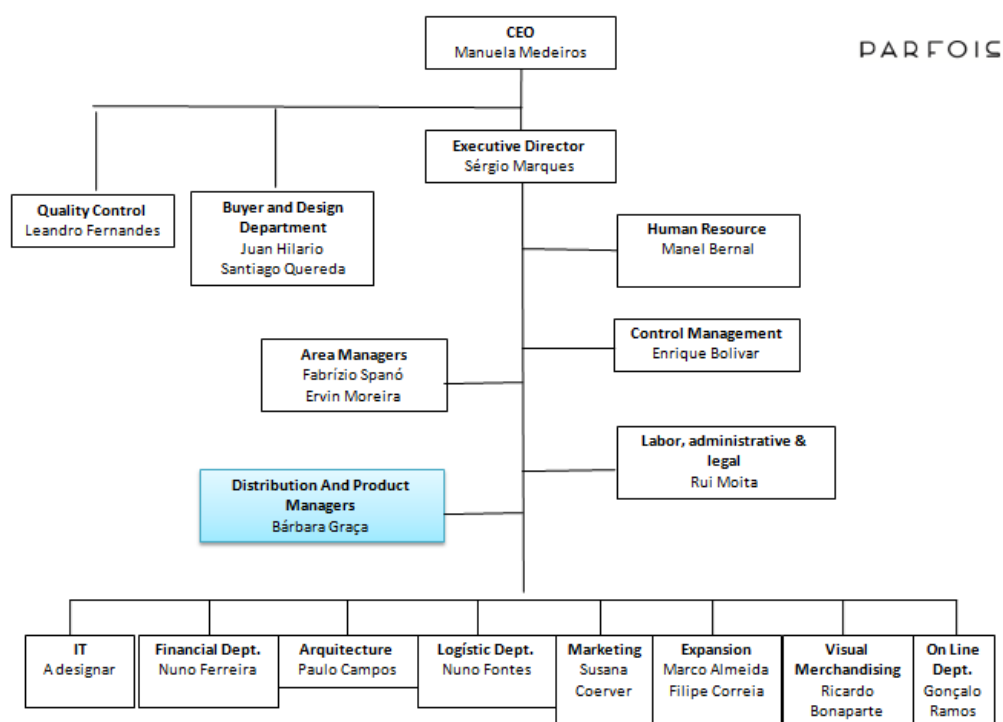 CEO
Manuela Medeiros
PARFOIS
Executive Director
Sérgio Marques
Quality Control
Leandro Fernandes
Buyer and Design
Department
Juan Hilario
Santiago Quereda
Human Resource
Manel Bernal
Control Management
Enrique Bolivar
Area Managers
Fabrízio Spanó
Ervin Moreira
Labor, administrative &
legal
Rui Moita
Distribution And Product
Managers
Bárbara Graça
IT
A designar
Financial Dept.
Nuno Ferreira
Arquitecture
Paulo Campos
Logístic Dept.
Nuno Fontes
Marketing
Susana
Coerver
Expansion
Marco Almeida
Filipe Correia
Visual
Merchandising
Ricardo
Bonaparte
On Line
Dept.
Gonçalo
Ramos